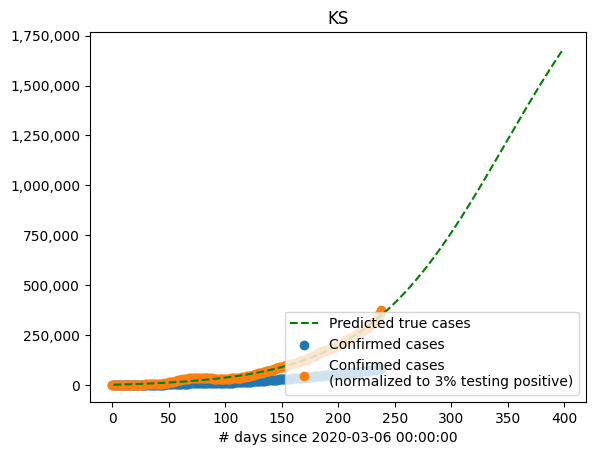 KS
1,750,000
1,500,000
1,250,000
1,000,000
750,000
500,000
250,000
0
Predicted true cases
Confirmed cases
Confirmed cases
(normalized to 3% testing positive)
0 50 100 150 200 250 300 350 400
# days since 2020-03-06 00:00:00